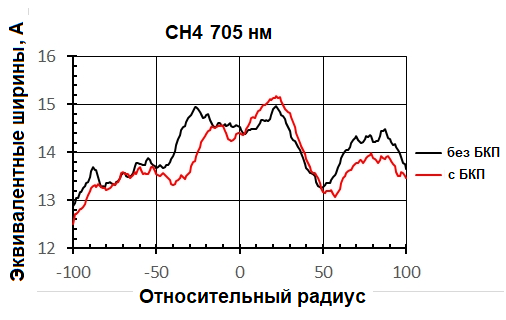 CH4 705 нм
Эквивалентные ширины, А
16
15
14
13
12
-100
-50
0
50
100
без БКП
с БКП
Относительный радиус